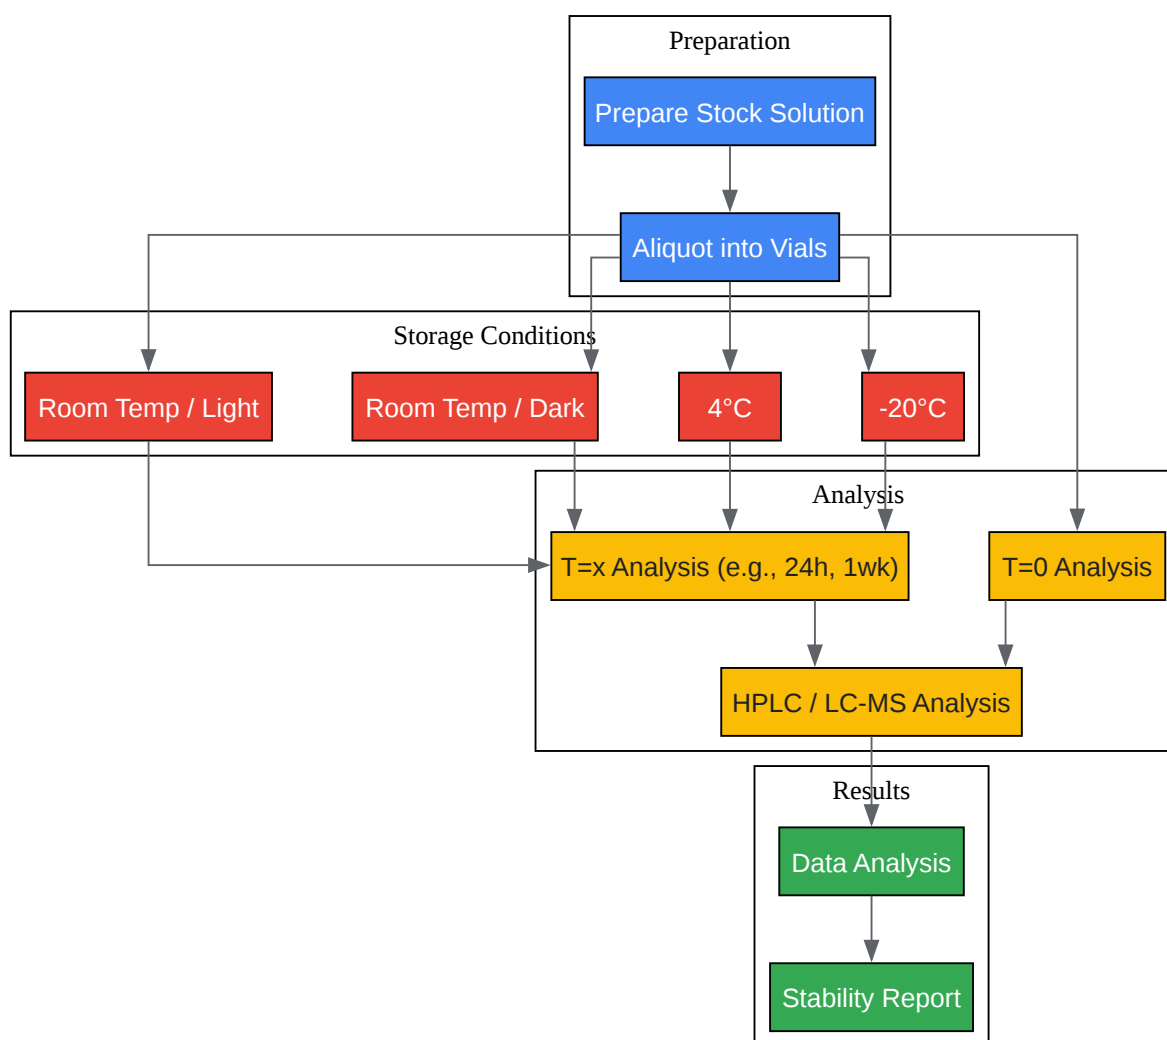 Preparation
Prepare Stock Solution
Aliquot into Vials
Storage Conditions
Room Temp / Light
Room Temp / Dark
4°C
-20°C
Analysis
T=x Analysis (e.g., 24h, 1wk)
T=0 Analysis
HPLC / LC-MS Analysis
Results
Data Analysis
Stability Report